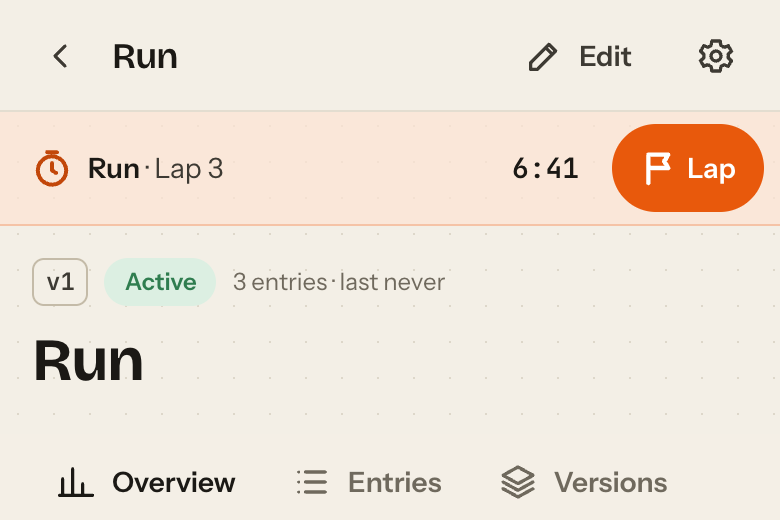 Run Edit
Run · Lap 3 6:41 Lap
v1 Active 3 entries · last never
Run
Overview Entries Versions